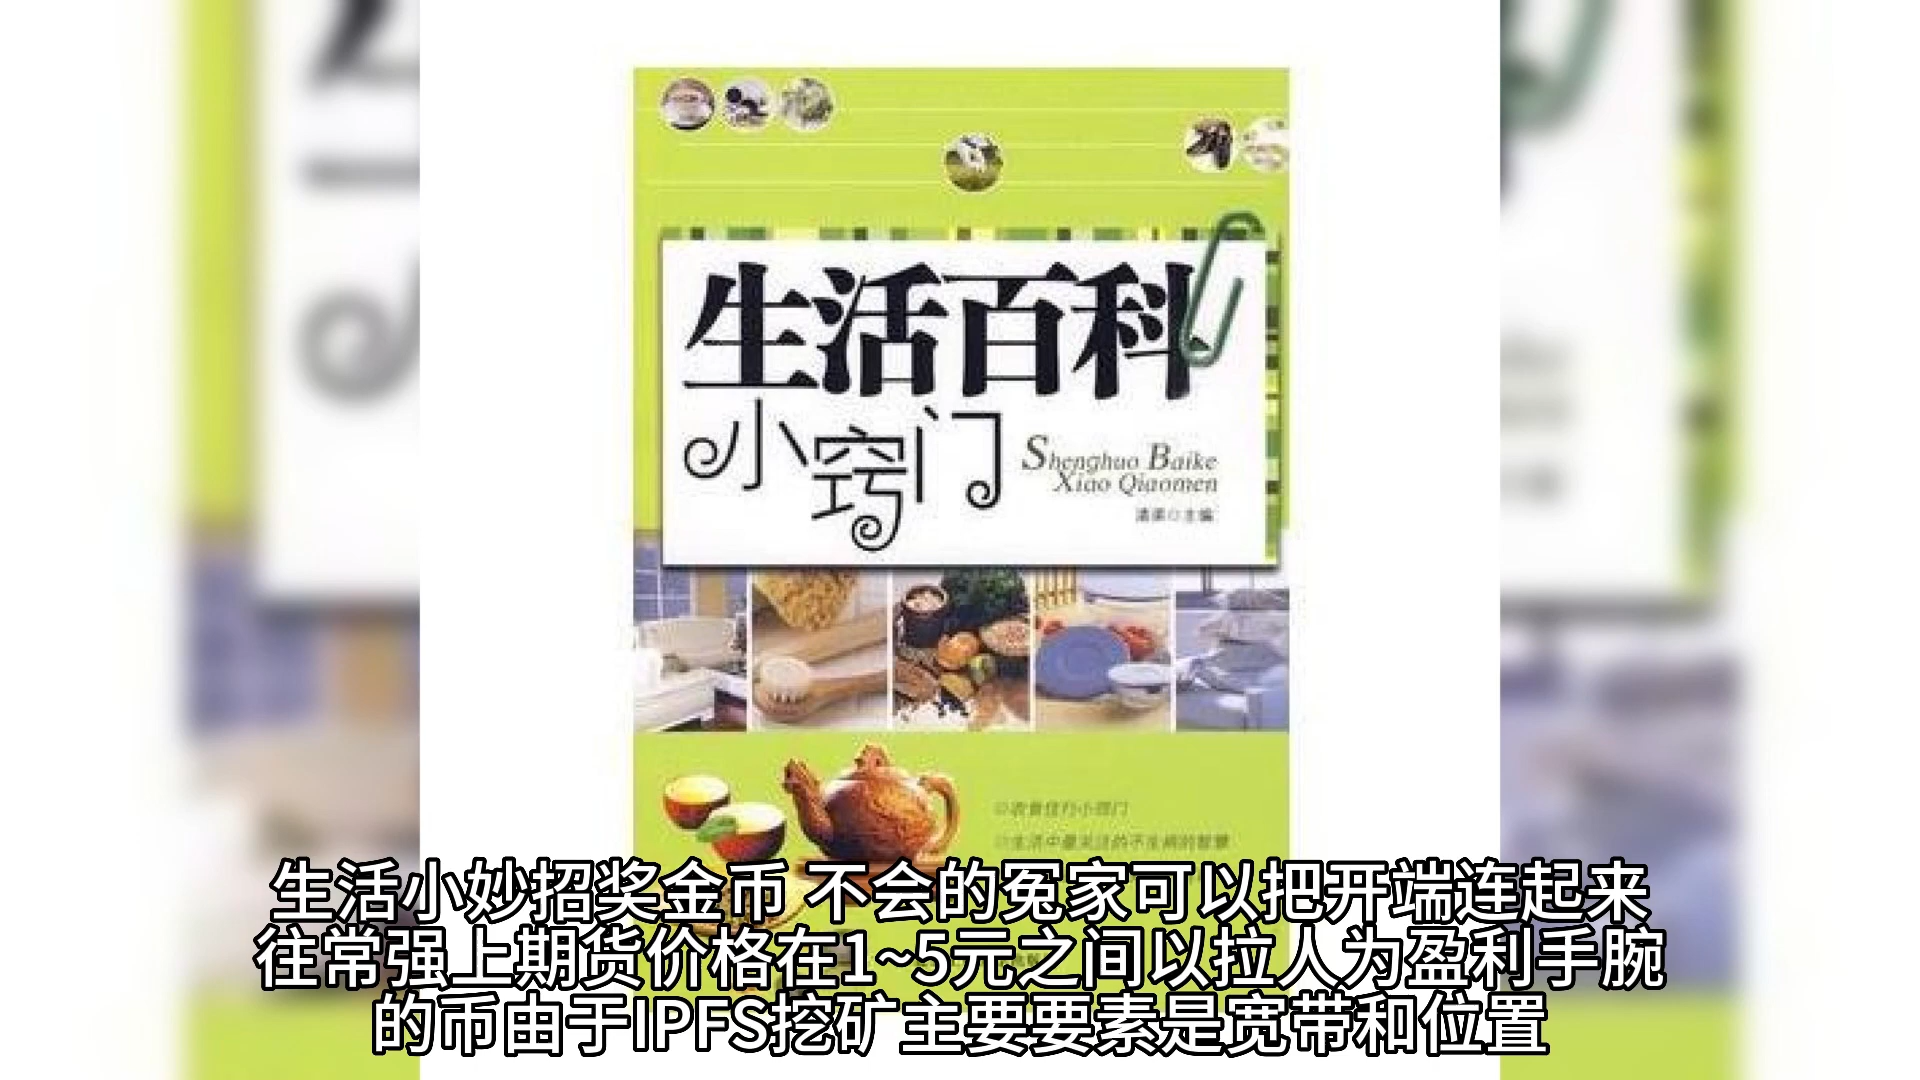 生活百科
小窍门
Shenghuo Baike
Xiao Qiaomen
主编
生活小妙招奖金币 不会的冤家可以把开端连起来
往常强上期货价格在1~5元之间以拉人为盈利手腕
的币由于IPFS挖矿主要要素是宽带和位置